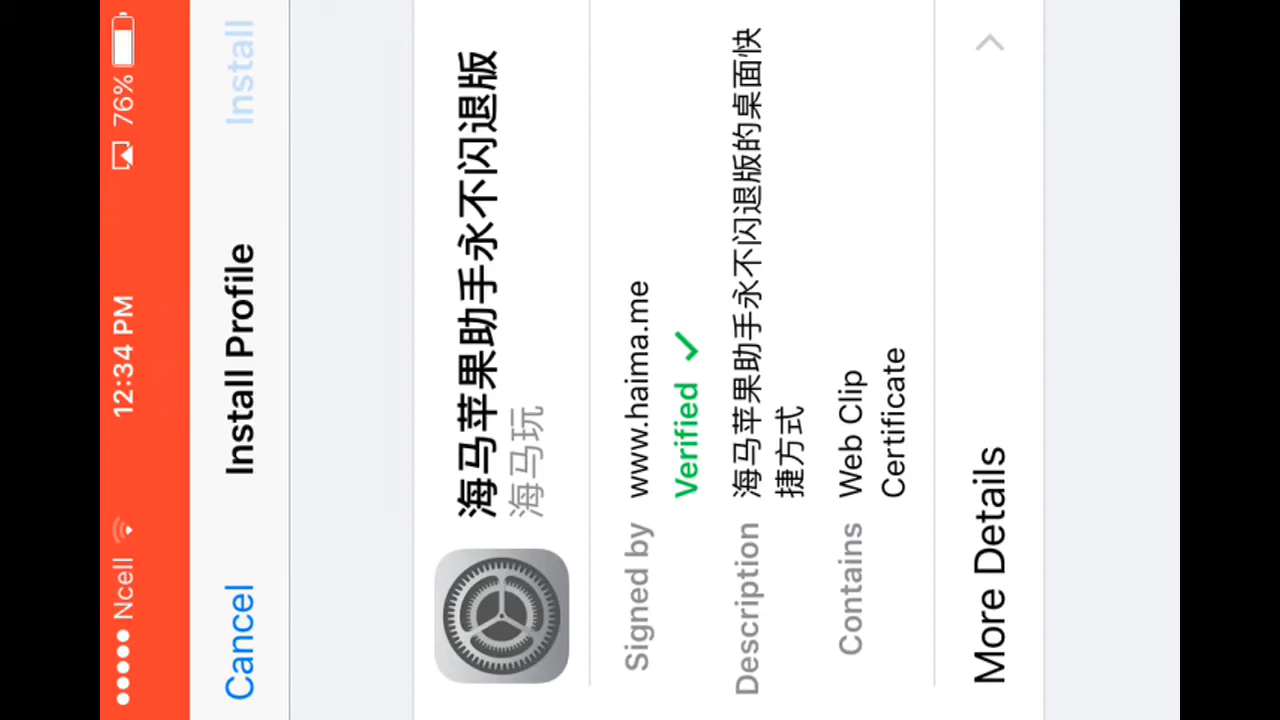 Ncell 12:34 PM 76%
Cancel Install Profile Install
海马苹果助手永不闪退版
海马玩
Signed by www.haima.me
Verified ✓
Description 海马苹果助手永不闪退版的桌面快
捷方式
Contains Web Clip
Certificate
More Details